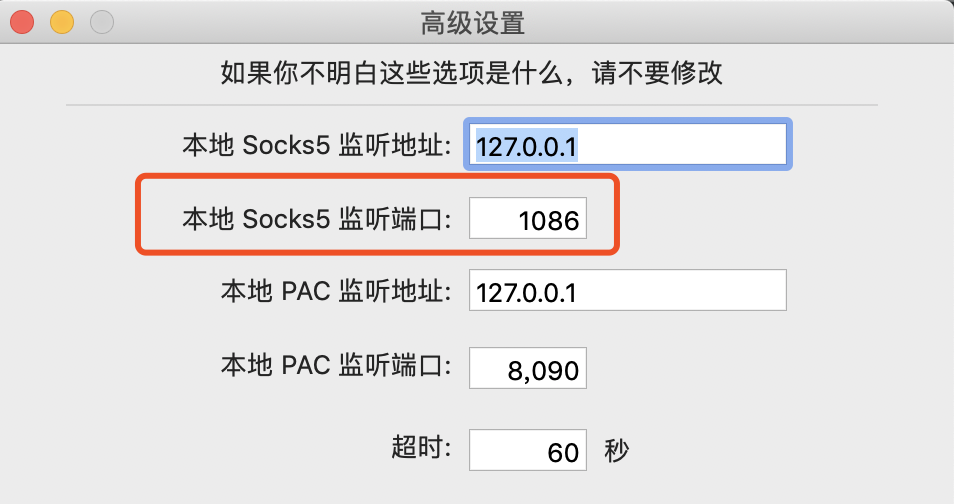 高级设置
如果你不明白这些选项是什么，请不要修改
本地 Socks5 监听地址: 127.0.0.1
本地 Socks5 监听端口: 1086
本地 PAC 监听地址: 127.0.0.1
本地 PAC 监听端口: 8,090
超时: 60 秒